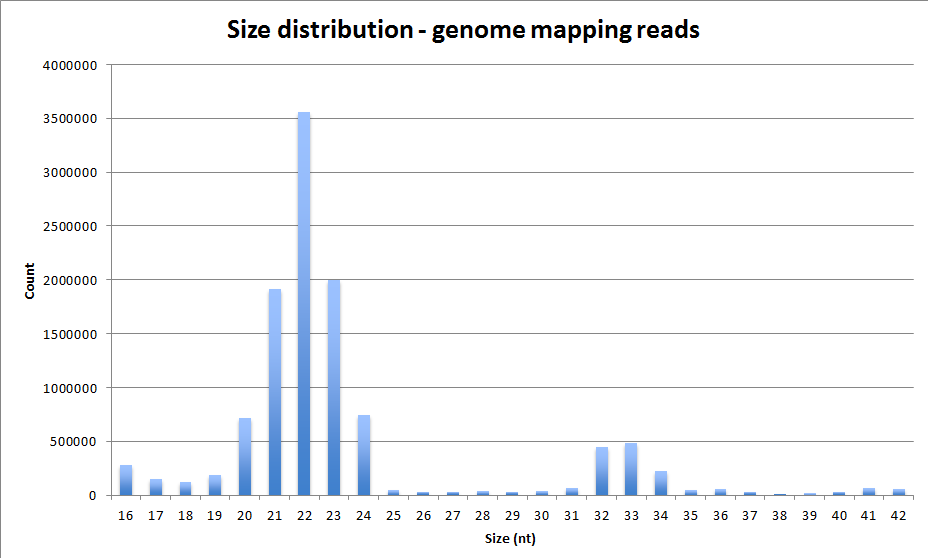 Size distribution - genome mapping reads
4000000
3500000
3000000
2500000
2000000
1500000
1000000
500000
0
Count
16 17 18 19 20 21 22 23 24 25 26 27 28 29 30 31 32 33 34 35 36 37 38 39 40 41 42
Size (nt)